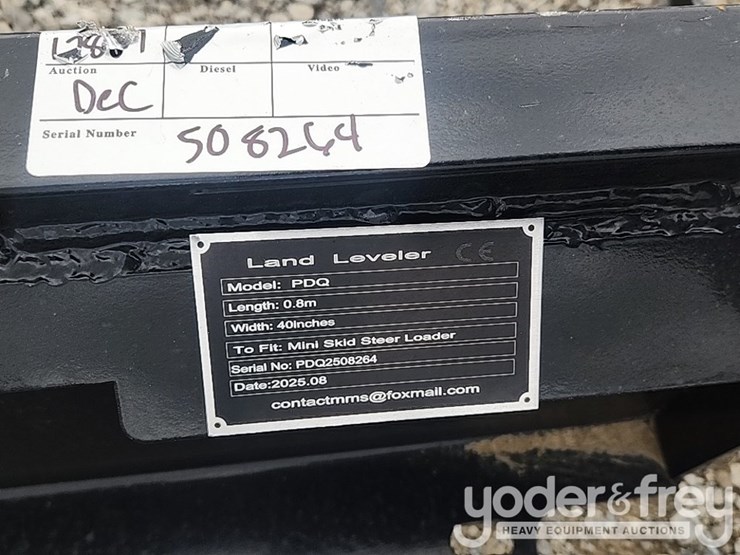 Auction Diesel Video
Dec
Serial Number 508264
Land Leveler CE
Model: PDQ
Length: 0.8m
Width: 40Inches
To Fit: Mini Skid Steer Loader
Serial No: PDQ2508264
Date:2025.08
contactmms@foxmail.com
yoder&frey
HEAVY EQUIPMENT AUCTIONS